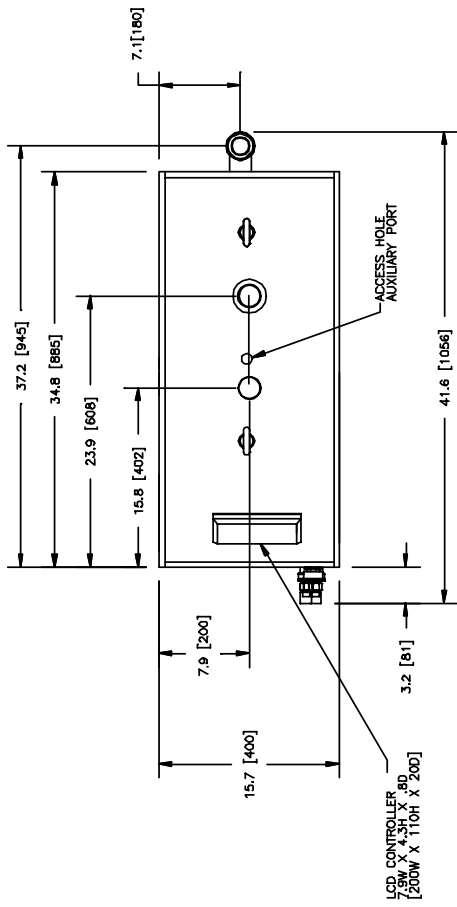 7.1[180]
37.2 [945]
34.8 [885]
23.9 [608]
15.8 [402]
ACCESS HOLE
AUXILIARY PORT
41.6 [1056]
7.9 [200]
3.2 [81]
15.7 [400]
LCD CONTROLLER
7.9W X 4.3H X .8D
[200W X 110H X 20D]